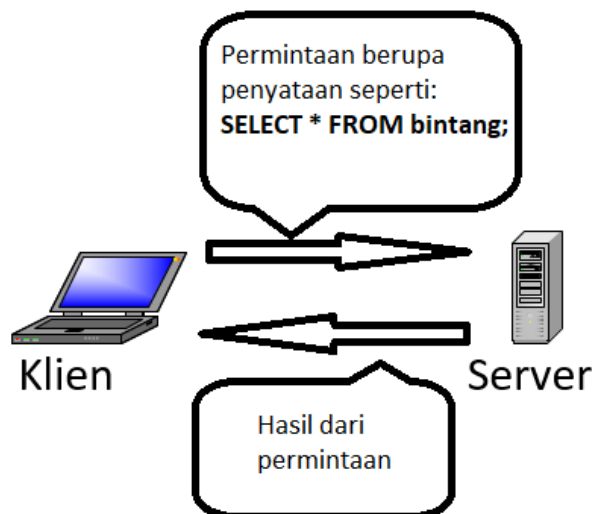 Permintaan berupa
penyataan seperti:
SELECT * FROM bintang;
Klien
Server
Hasil dari
permintaan